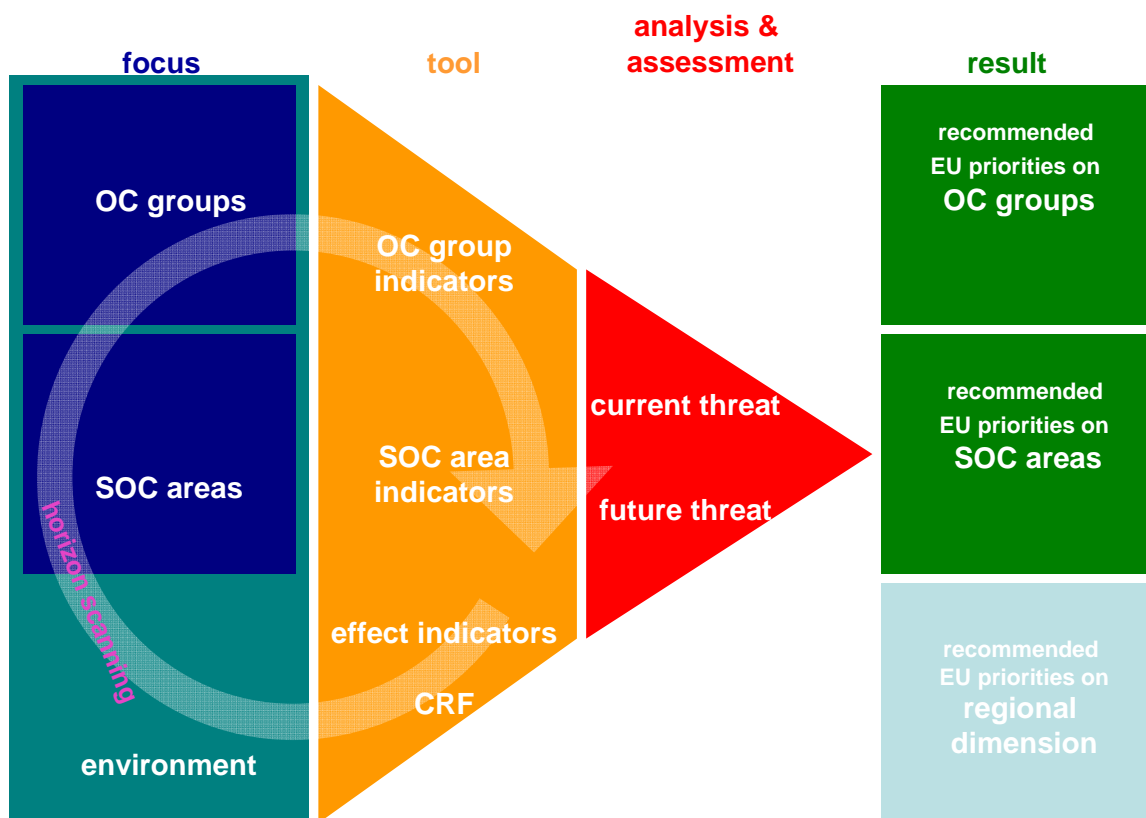 focus
OC groups
SOC areas
horizon scanning
environment
tool
OC group
indicators
SOC area
indicators
effect indicators
CRF
analysis &
assessment
current threat
future threat
result
recommended
EU priorities on
OC groups
recommended
EU priorities on
SOC areas
recommended
EU priorities on
regional
dimension